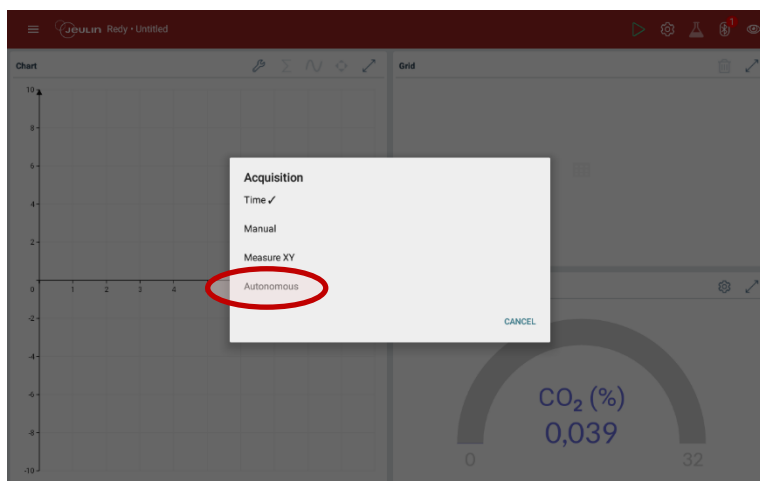 JEULIN Redy • Untitled
1
Chart
Grid
10
8
6
4
2
0 1 2 3 4
-2
-4
-6
-8
-10
Acquisition
Time ✓
Manual
Measure XY
Autonomous
CANCEL
CO₂ (%)
0,039
0 32